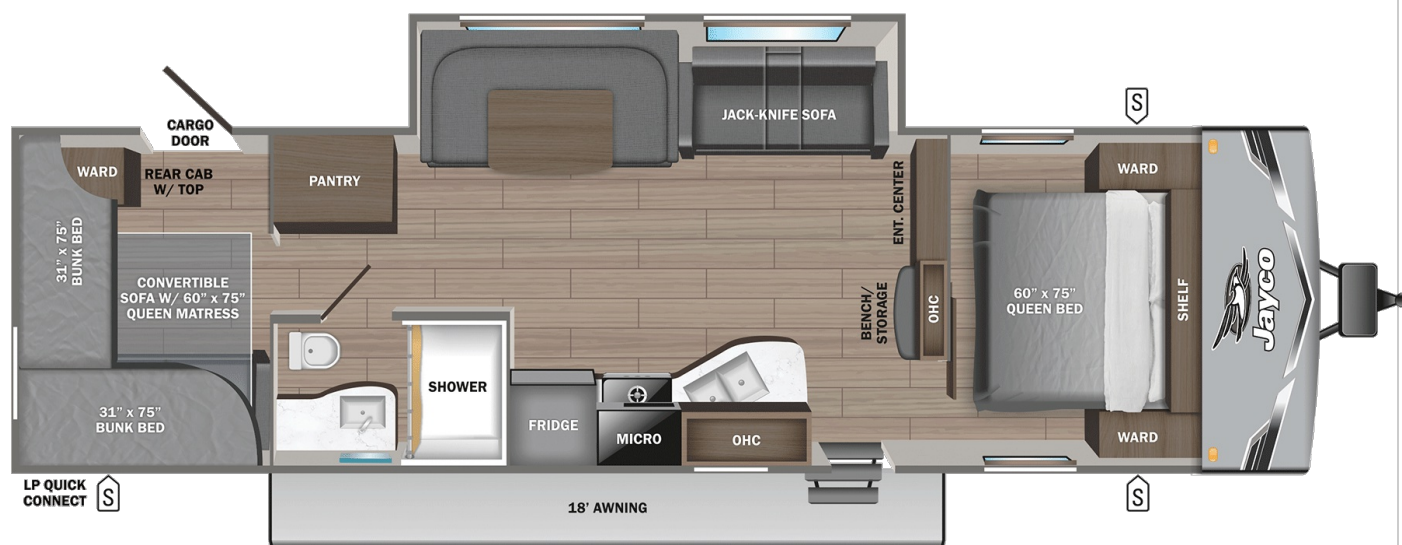 CARGO
DOOR
WARD
REAR CAB
W/ TOP
PANTRY
JACK-KNIFE SOFA
S
WARD
31" x 75"
BUNK BED
CONVERTIBLE
SOFA W/ 60" x 75"
QUEEN MATRESS
ENT. CENTER
BENCH/
STORAGE
OHC
60" x 75"
QUEEN BED
SHELF
Jayco
31" x 75"
BUNK BED
SHOWER
FRIDGE
MICRO
OHC
WARD
LP QUICK
CONNECT
S
18' AWNING
S